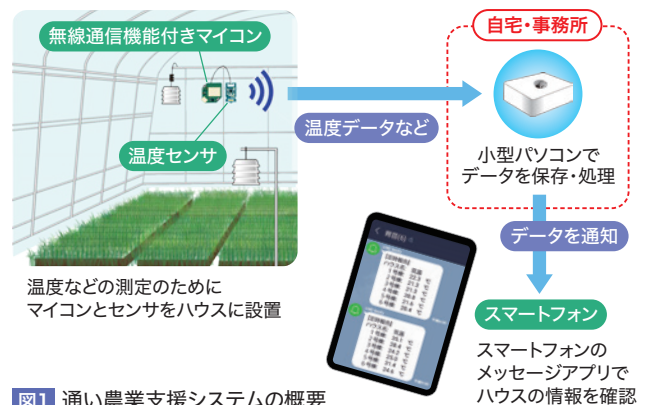 無線通信機能付きマイコン
温度センサ
温度などの測定のために
マイコンとセンサをハウスに設置
温度データなど
自宅・事務所
小型パソコンで
データを保存・処理
データを通知
スマートフォン
スマートフォンの
メッセージアプリで
ハウスの情報を確認
図1 通い農業支援システムの概要